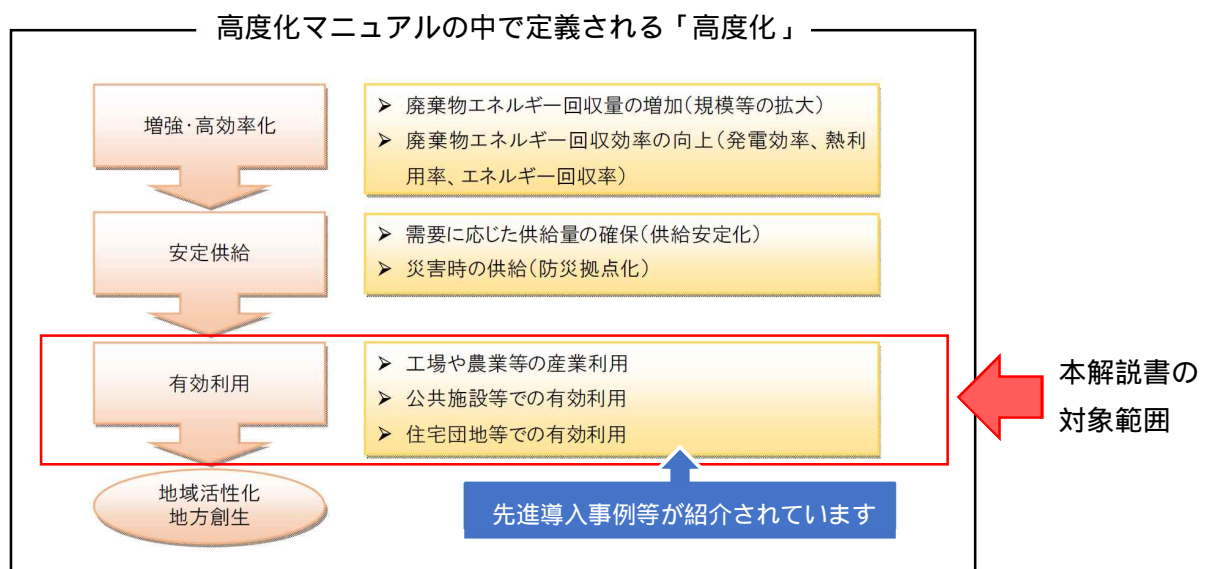 高度化マニュアルの中で定義される「高度化」
増強・高効率化
➢ 廃棄物エネルギー回収量の増加(規模等の拡大)
➢ 廃棄物エネルギー回収効率の向上(発電効率、熱利
用率、エネルギー回収率)
安定供給
➢ 需要に応じた供給量の確保(供給安定化)
➢ 災害時の供給(防災拠点化)
有効利用
➢ 工場や農業等の産業利用
➢ 公共施設等での有効利用
➢ 住宅団地等での有効利用
本解説書の
対象範囲
地域活性化
地方創生
先進導入事例等が紹介されています